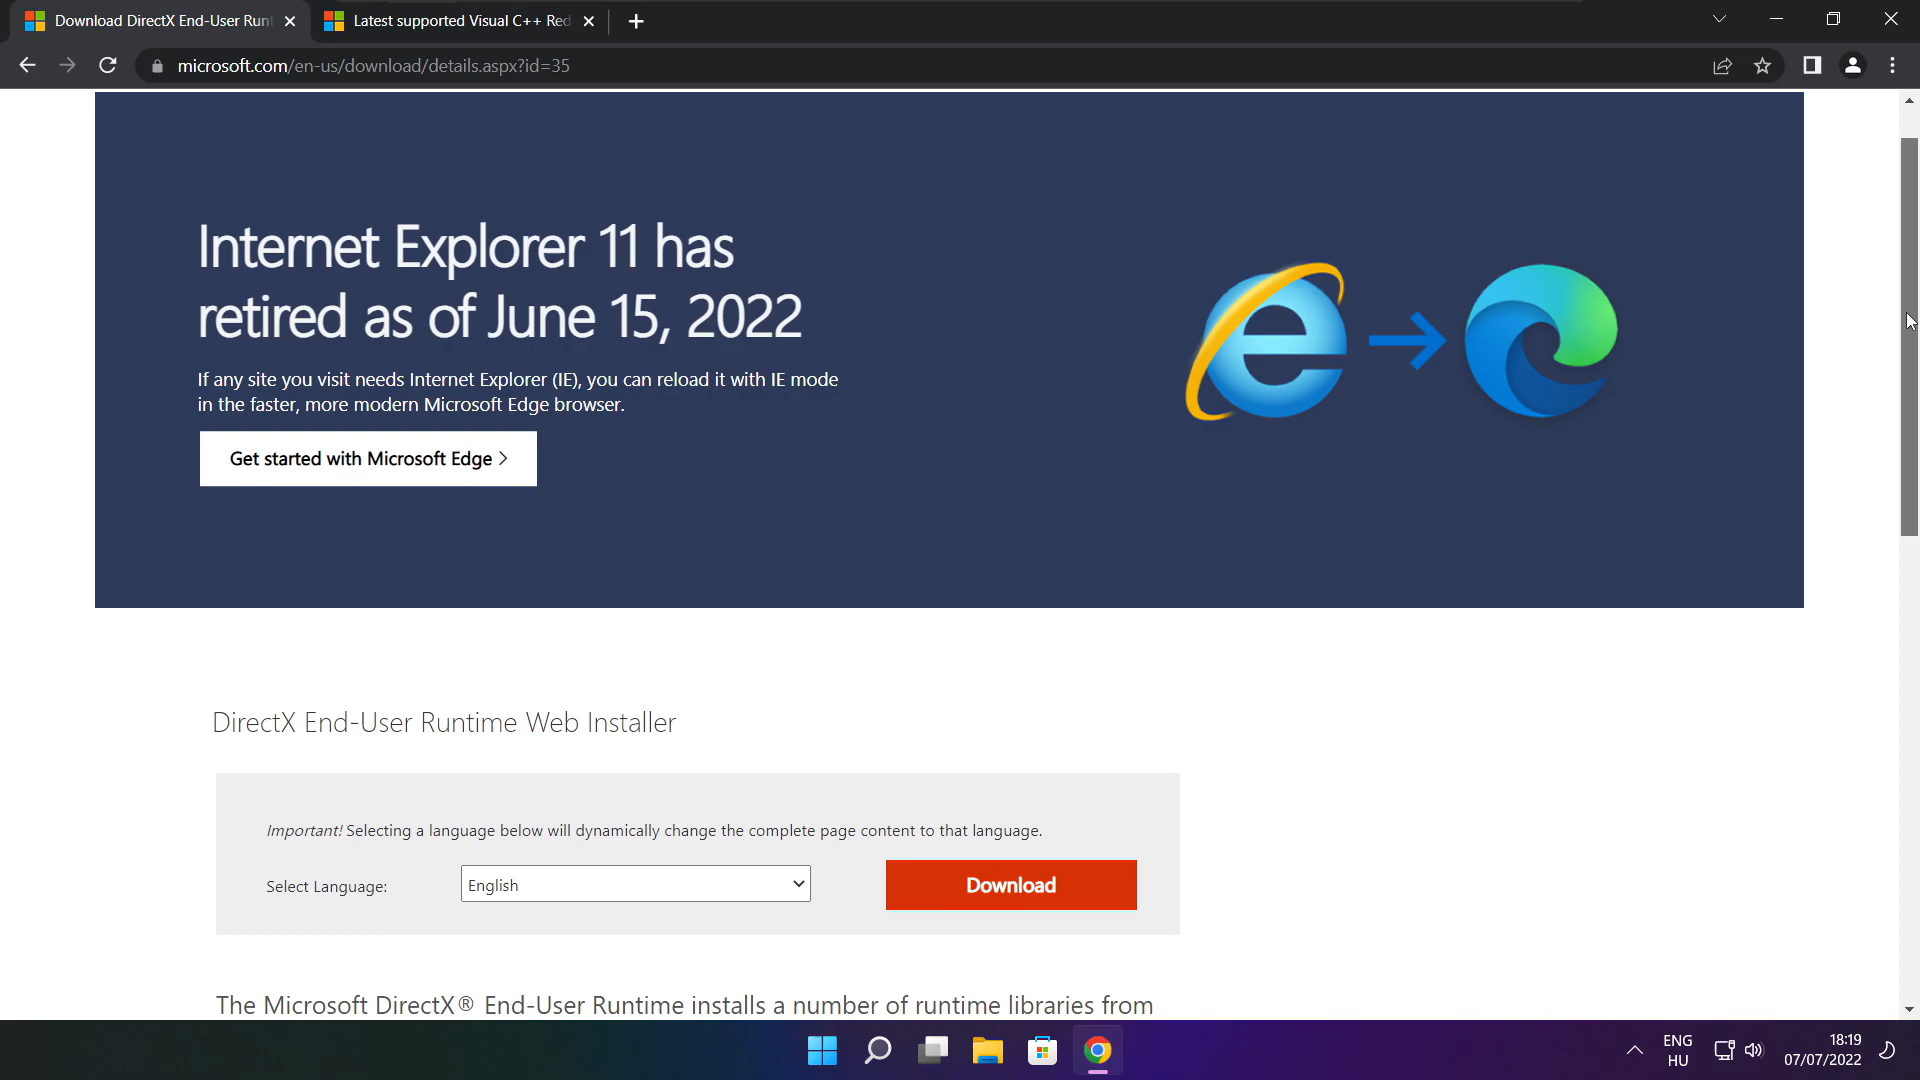 Download DirectX End-User Runt
Latest supported Visual C++ Red
microsoft.com/en-us/download/details.aspx?id=35
Internet Explorer 11 has
retired as of June 15, 2022
If any site you visit needs Internet Explorer (IE), you can reload it with IE mode
in the faster, more modern Microsoft Edge browser.
Get started with Microsoft Edge >
DirectX End-User Runtime Web Installer
Important! Selecting a language below will dynamically change the complete page content to that language.
Select Language:
English
Download
The Microsoft DirectX® End-User Runtime installs a number of runtime libraries from
ENG
HU
18:19
07/07/2022